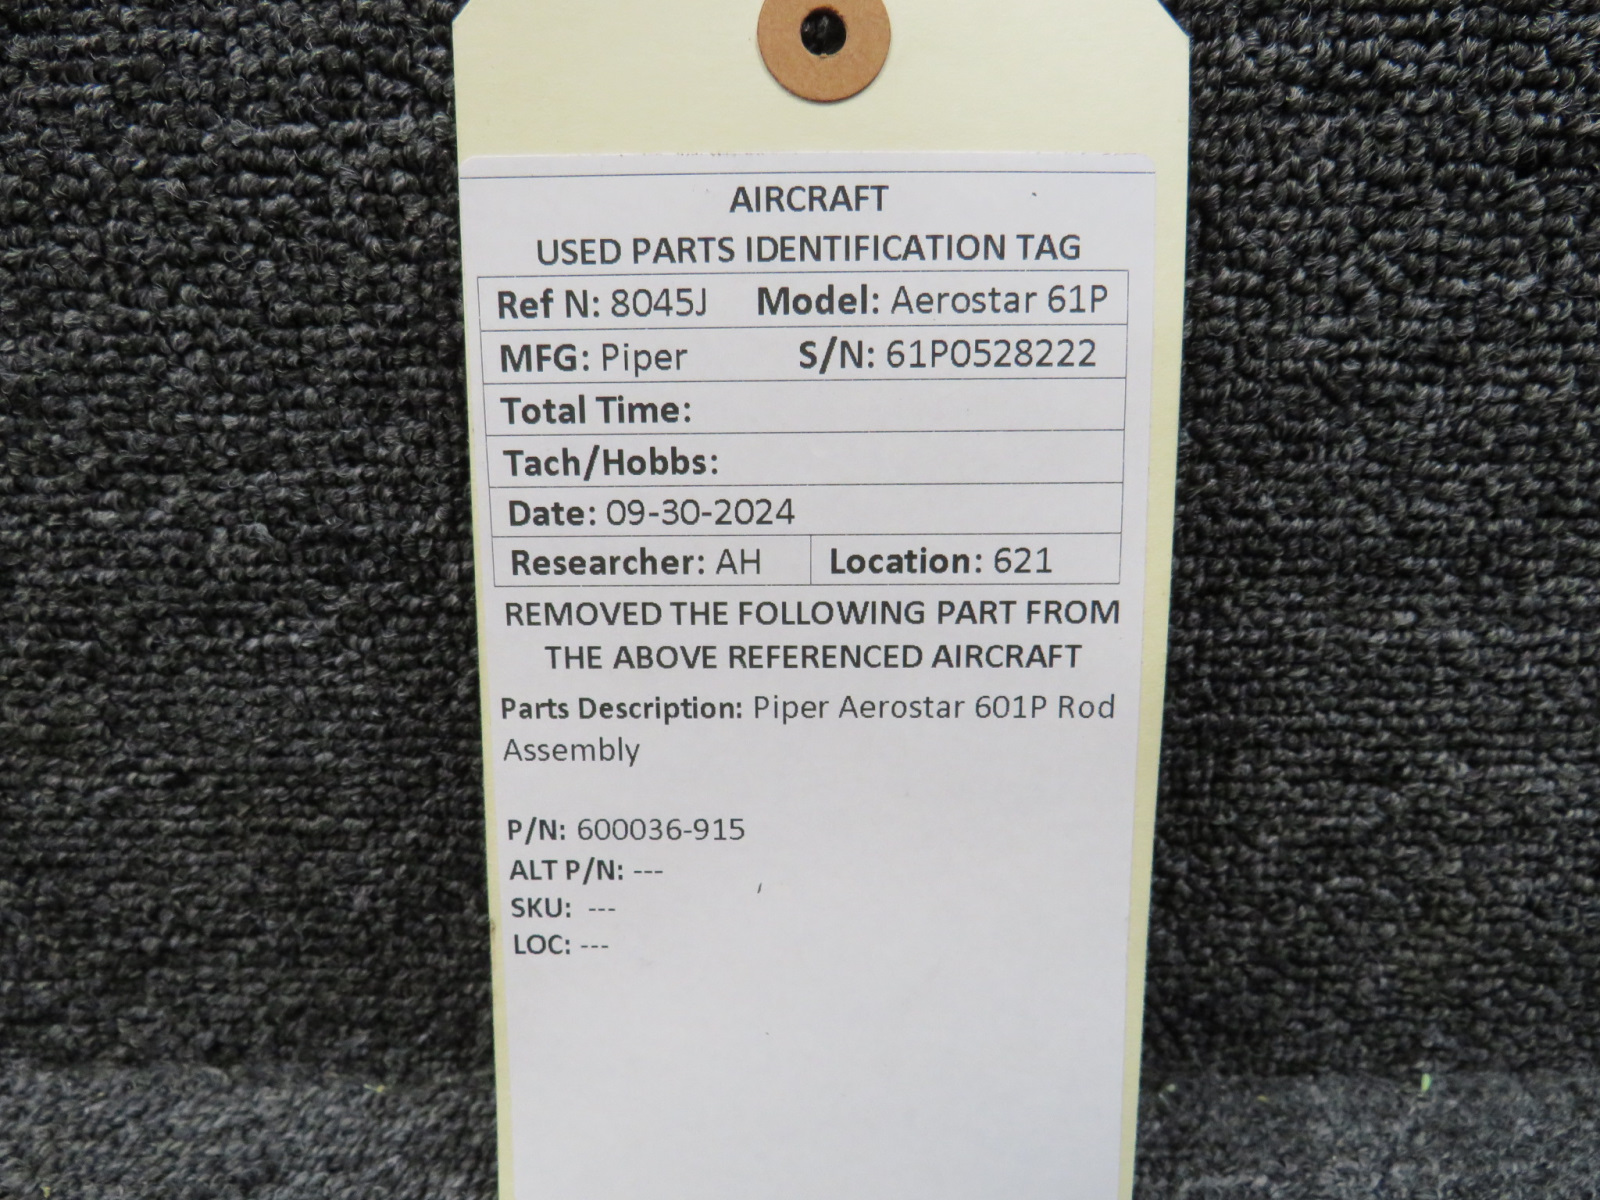 AIRCRAFT
USED PARTS IDENTIFICATION TAG
Ref N: 8045J Model: Aerostar 61P
MFG: Piper S/N: 61P0528222
Total Time:
Tach/Hobbs:
Date: 09-30-2024
Researcher: AH Location: 621
REMOVED THE FOLLOWING PART FROM
THE ABOVE REFERENCED AIRCRAFT
Parts Description: Piper Aerostar 601P Rod
Assembly
P/N: 600036-915
ALT P/N: ---
SKU: ---
LOC: ---